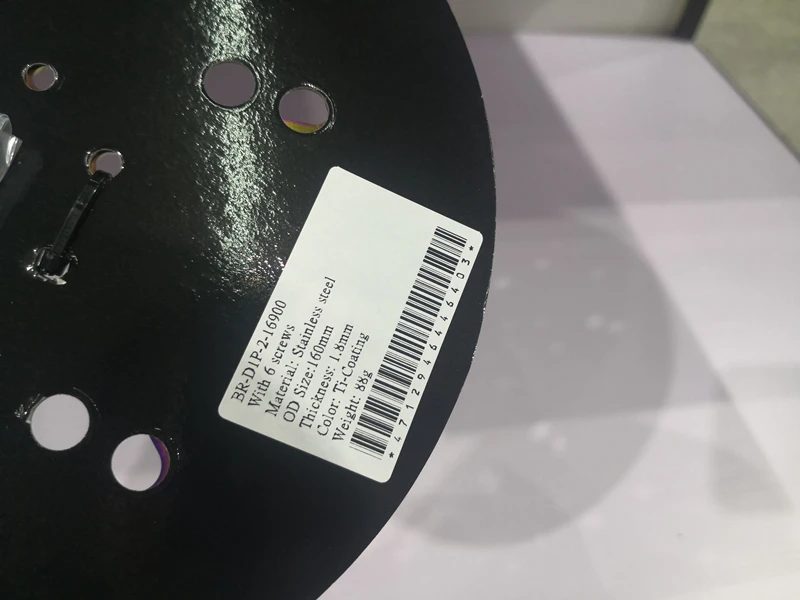 BR-D1P-2-16900
With 6 screws
Material: Stainless steel
OD Size:160mm
Thickness: 1.8mm
Color: Ti-Coating
Weight: 88g
*4712946446403*